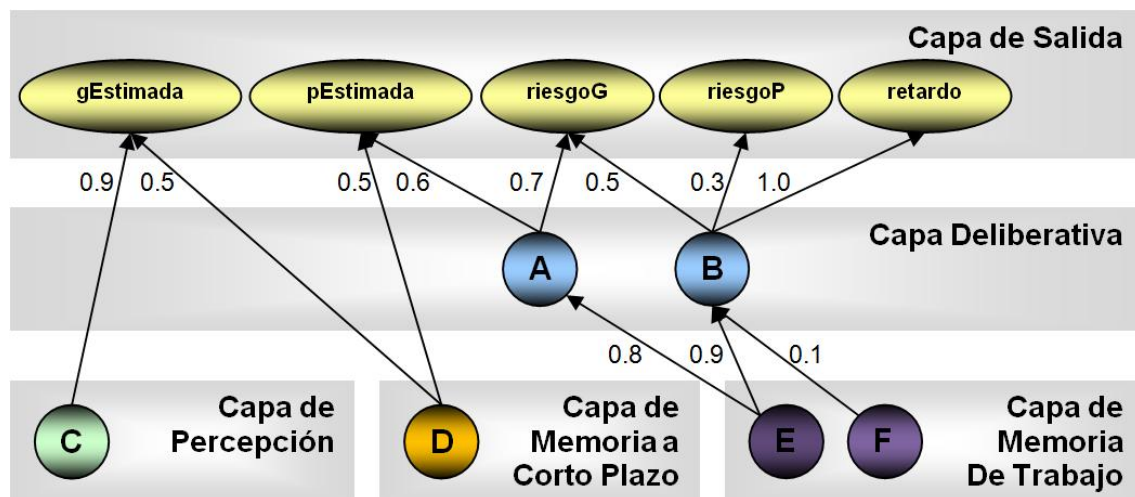 Capa de Salida
gEstimada
pEstimada
riesgoG
riesgoP
retardo
0.9
0.5
0.5
0.6
0.7
0.5
0.3
1.0
Capa Deliberativa
A
B
0.8
0.9
0.1
C
Capa de
Percepción
D
Capa de
Memoria a
Corto Plazo
E
F
Capa de
Memoria
De Trabajo